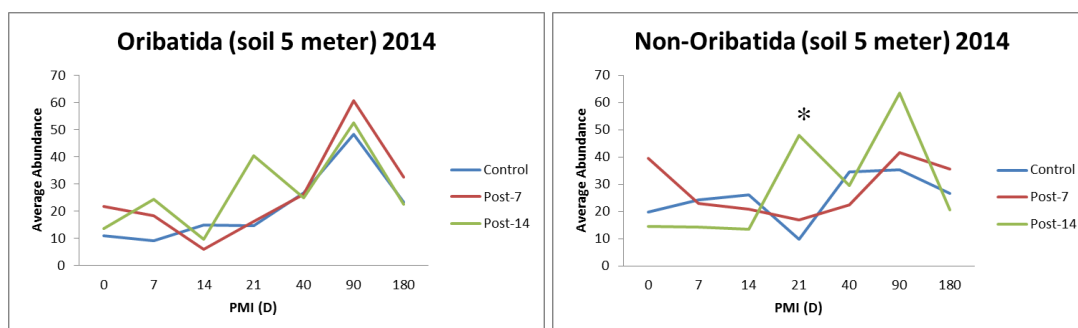 Oribatida (soil 5 meter) 2014
Average Abundance
70
60
50
40
30
20
10
0
0 7 14 21 40 90 180
PMI (D)
Control
Post-7
Post-14
Non-Oribatida (soil 5 meter) 2014
Average Abundance
70
60
50
40
30
20
10
0
*
0 7 14 21 40 90 180
PMI (D)
Control
Post-7
Post-14